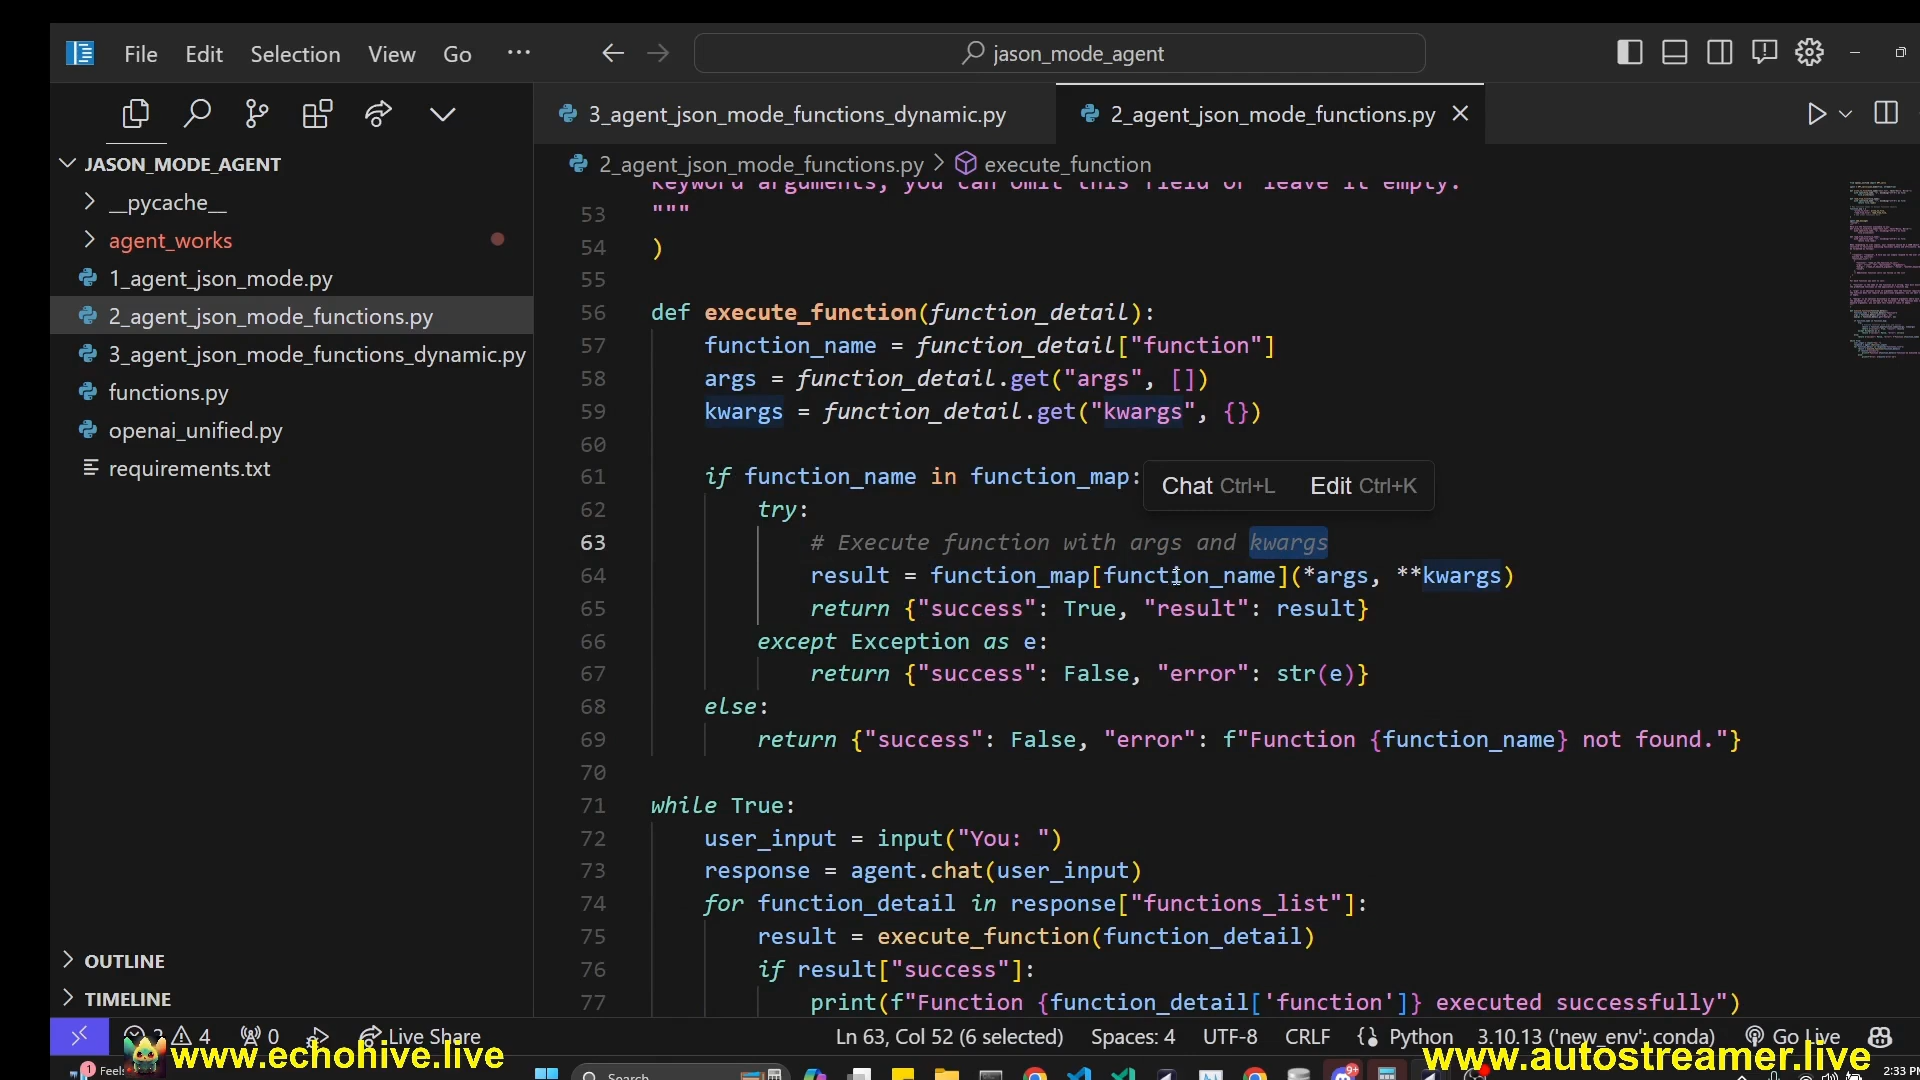 File Edit Selection View Go ··· jason_mode_agent
3_agent_json_mode_functions_dynamic.py 2_agent_json_mode_functions.py
JASON_MODE_AGENT
__pycache__
agent_works
1_agent_json_mode.py
2_agent_json_mode_functions.py
3_agent_json_mode_functions_dynamic.py
functions.py
openai_unified.py
requirements.txt
OUTLINE
TIMELINE
2_agent_json_mode_functions.py > execute_function
keyword arguments, you can omit this field or leave it empty.
53 """
54 )
55
56 def execute_function(function_detail):
57 function_name = function_detail["function"]
58 args = function_detail.get("args", [])
59 kwargs = function_detail.get("kwargs", {})
60
61 if function_name in function_map:
Chat Ctrl+L Edit Ctrl+K
62 try:
63 # Execute function with args and kwargs
64 result = function_map[function_name](*args, **kwargs)
65 return {"success": True, "result": result}
66 except Exception as e:
67 return {"success": False, "error": str(e)}
68 else:
69 return {"success": False, "error": f"Function {function_name} not found."}
70
71 while True:
72 user_input = input("You: ")
73 response = agent.chat(user_input)
74 for function_detail in response["functions_list"]:
75 result = execute_function(function_detail)
76 if result["success"]:
77 print(f"Function {function_detail['function']} executed successfully")
4 0 Live Share Ln 63, Col 52 (6 selected) Spaces: 4 UTF-8 CRLF Python 3.10.13 ('new_env': conda) Go Live
www.echohive.live www.autostreamer.live
1 Feels Search 9+ 2:33 PM